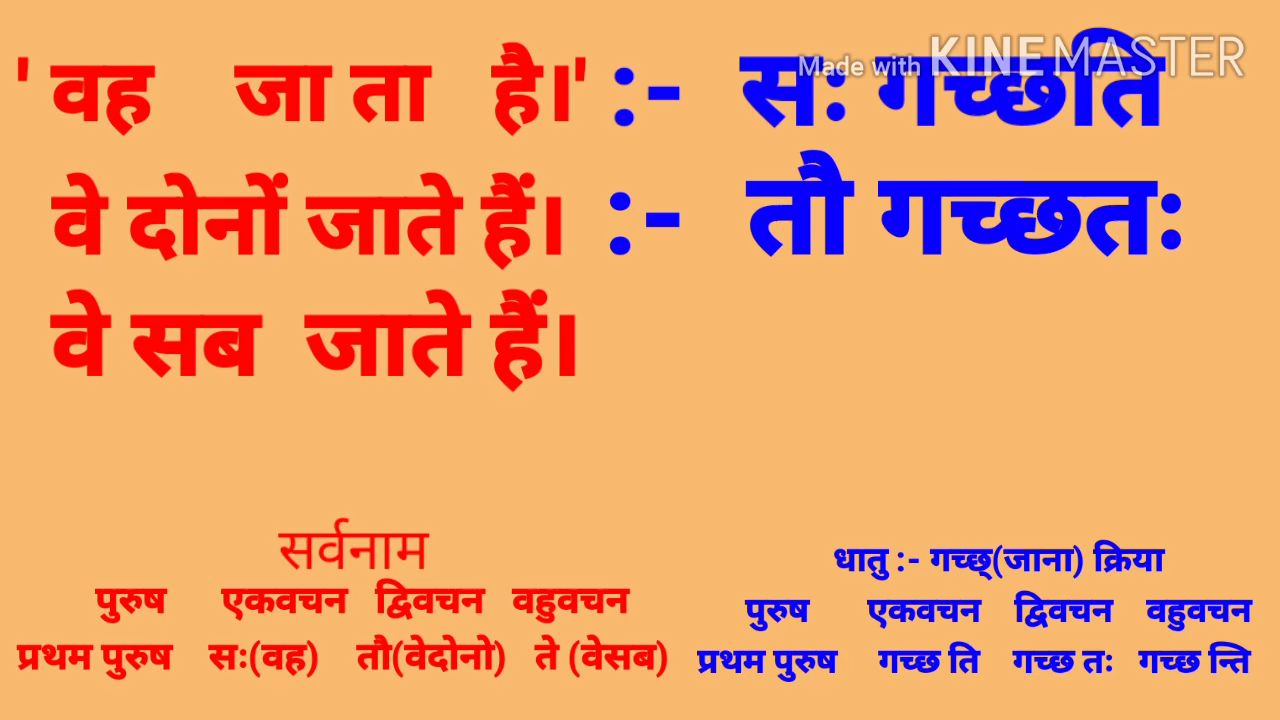 ' वह जा ता है।' :- सः गच्छति
Made with KINEMASTER
वे दोनों जाते हैं। :- तौ गच्छतः
वे सब जाते हैं।
सर्वनाम
पुरुष एकवचन द्विवचन वहुवचन
प्रथम पुरुष सः(वह) तौ(वेदोनो) ते (वेसब)
धातु :- गच्छ्(जाना) क्रिया
पुरुष एकवचन द्विवचन वहुवचन
प्रथम पुरुष गच्छ ति गच्छ तः गच्छ न्ति